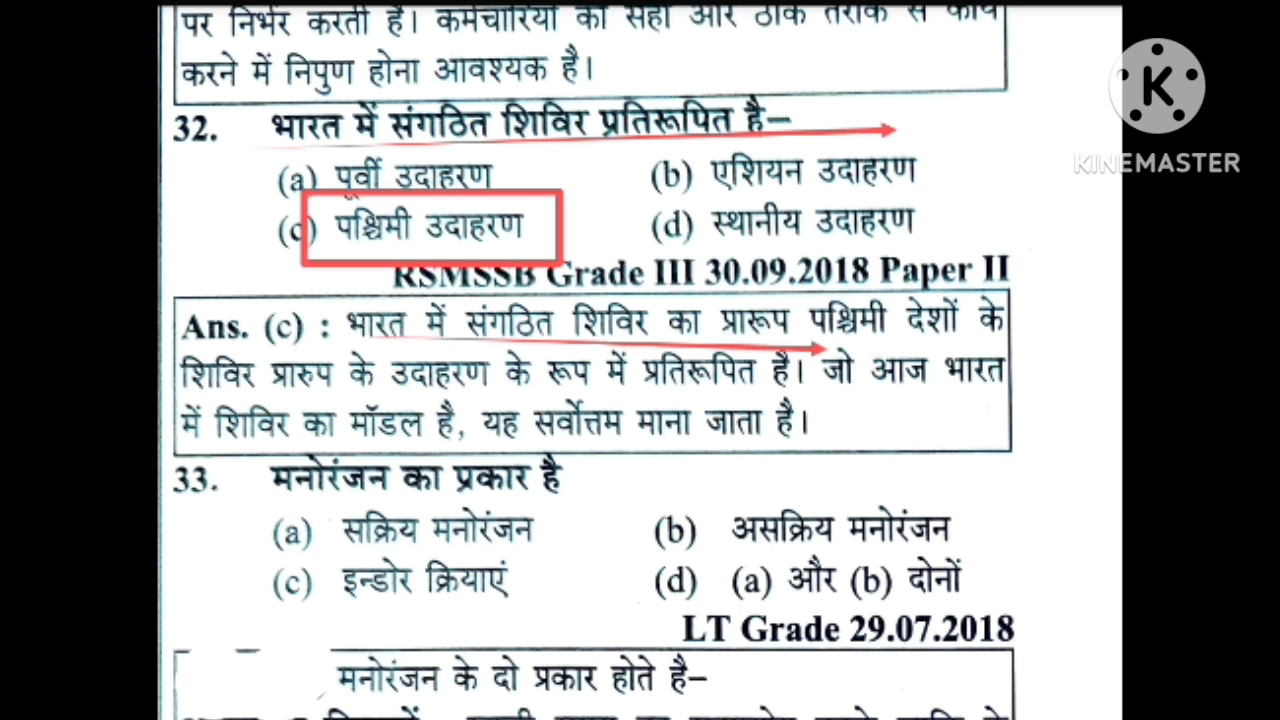 पर निर्भर करती है। कर्मचारियों को सही और ठीक तरीके से कार्य
करने में निपुण होना आवश्यक है।
32. भारत में संगठित शिविर प्रतिरूपित है–
(a) पूर्वी उदाहरण (b) एशियन उदाहरण
(c) पश्चिमी उदाहरण (d) स्थानीय उदाहरण
RSMSSB Grade III 30.09.2018 Paper II
Ans. (c) : भारत में संगठित शिविर का प्रारूप पश्चिमी देशों के
शिविर प्रारुप के उदाहरण के रूप में प्रतिरूपित है। जो आज भारत
में शिविर का मॉडल है, यह सर्वोत्तम माना जाता है।
33. मनोरंजन का प्रकार है
(a) सक्रिय मनोरंजन (b) असक्रिय मनोरंजन
(c) इन्डोर क्रियाएं (d) (a) और (b) दोनों
LT Grade 29.07.2018
मनोरंजन के दो प्रकार होते है–
K
KINEMASTER